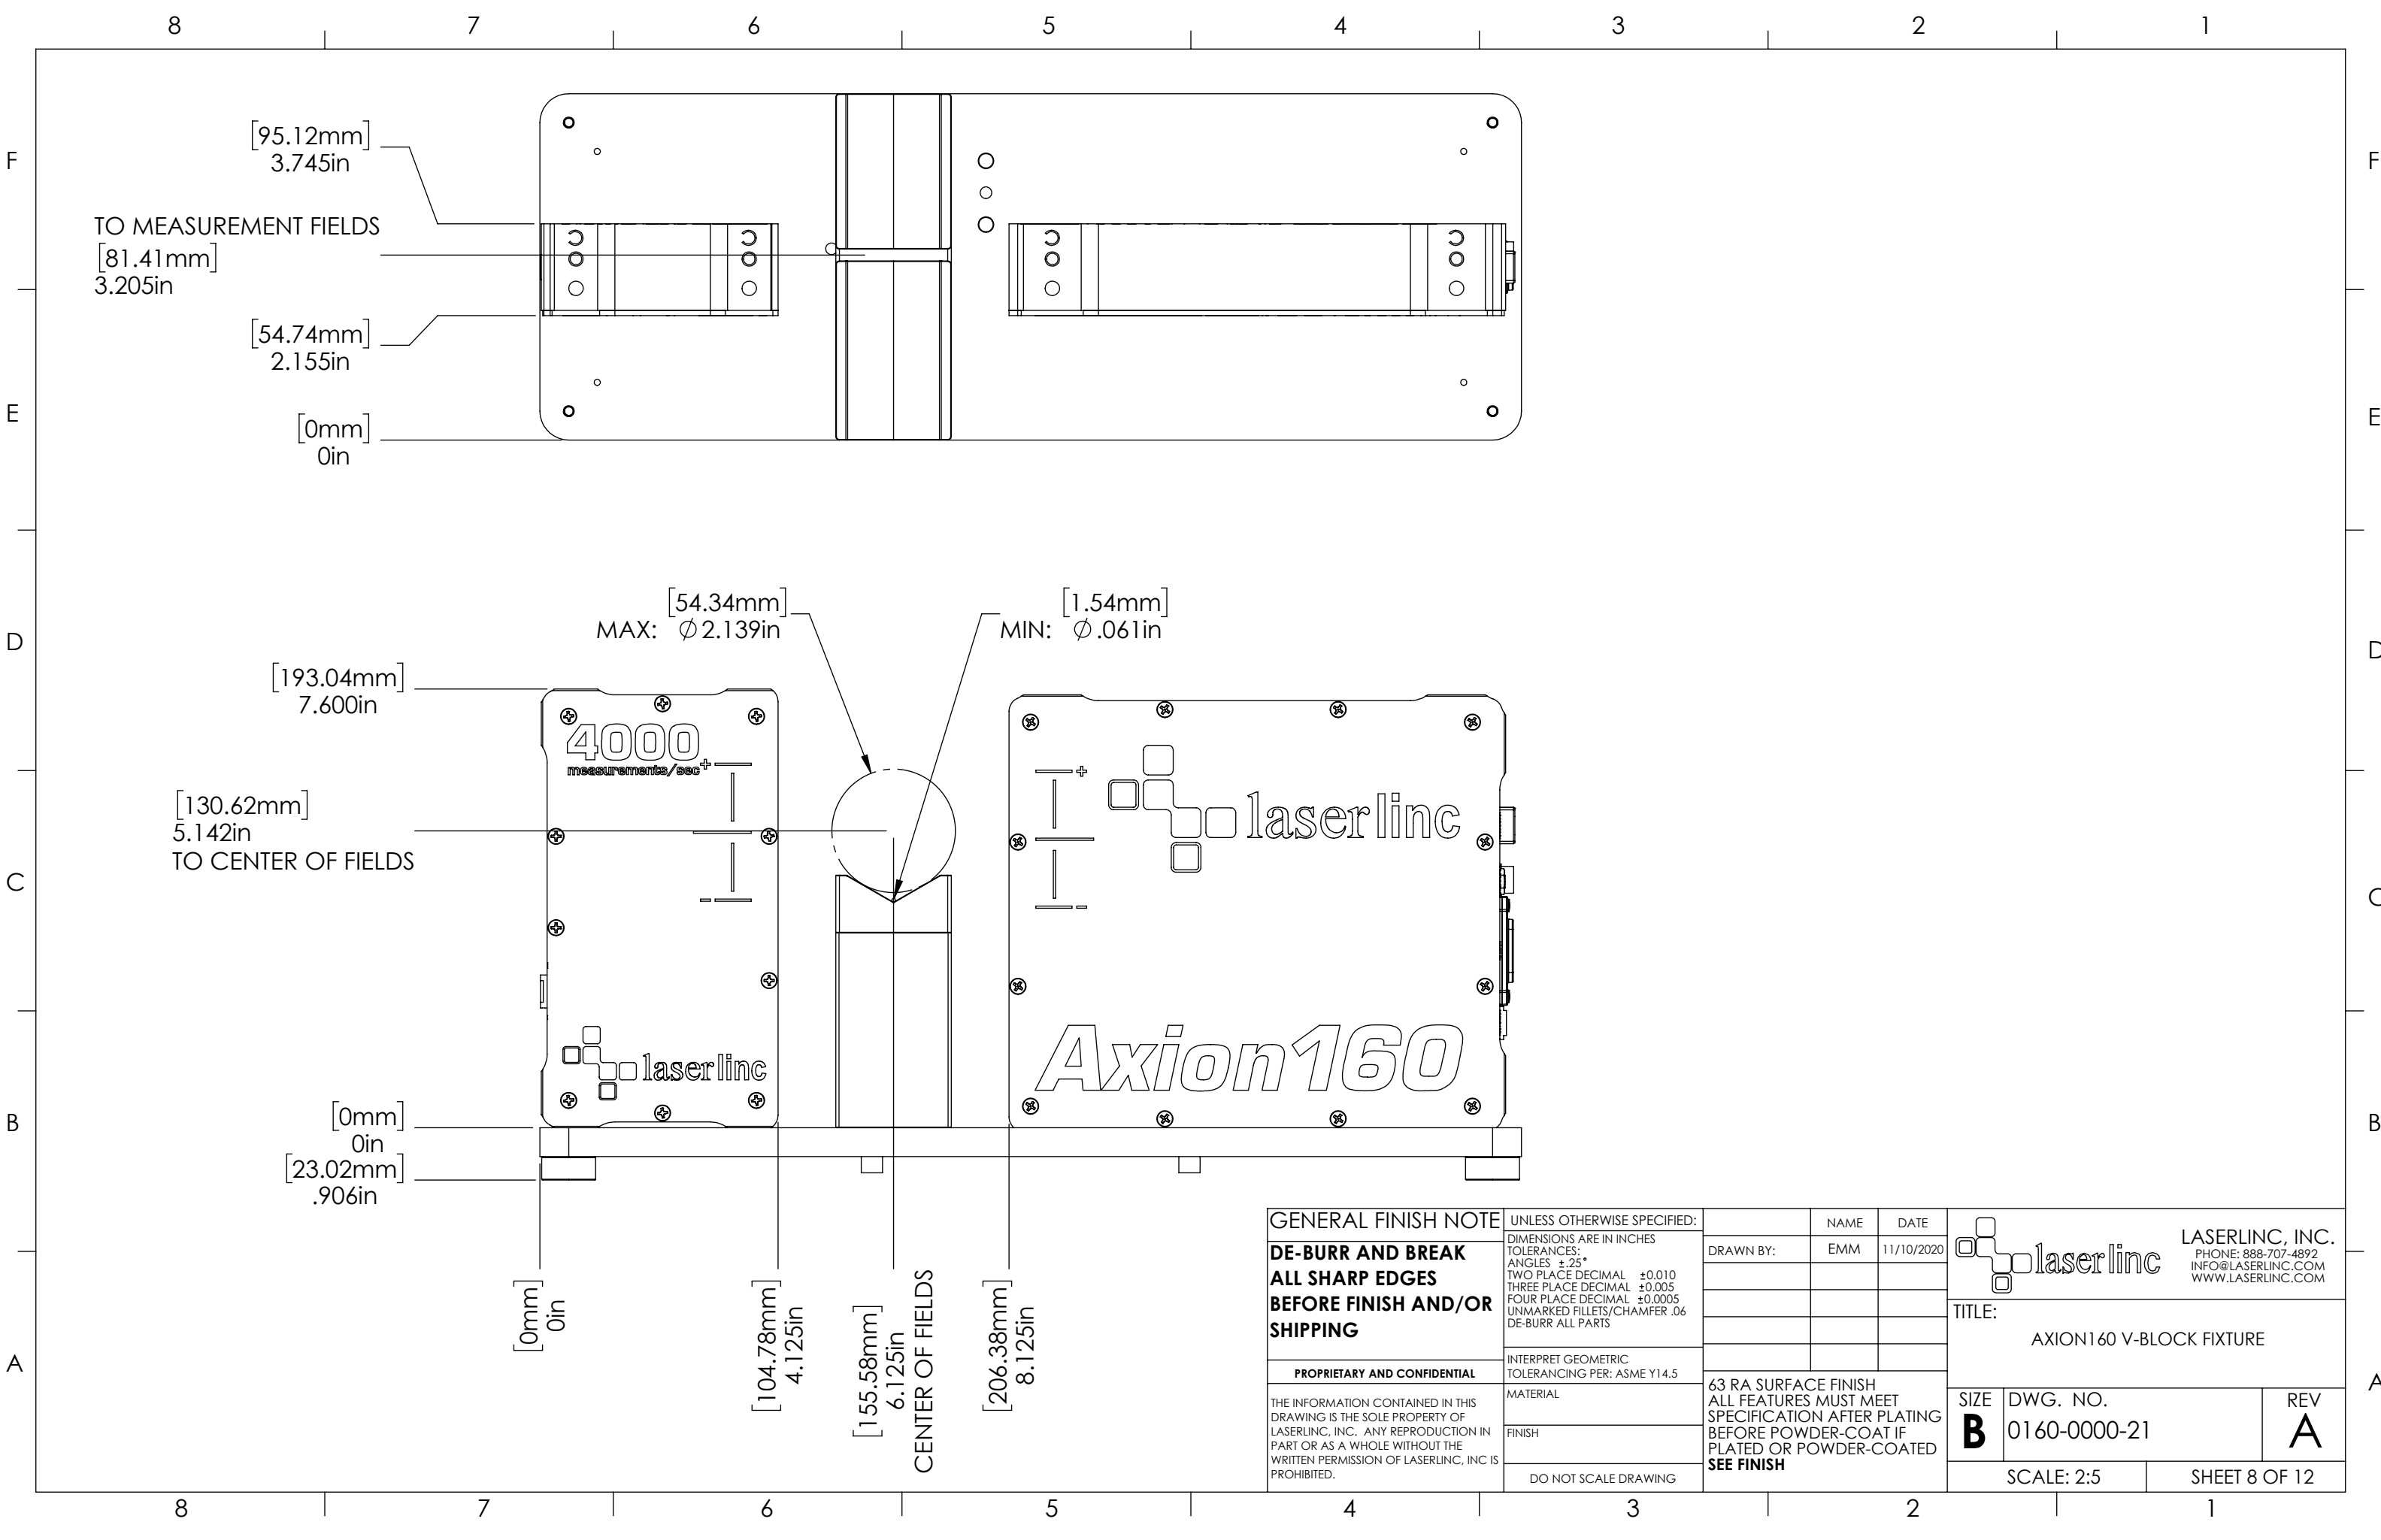 8 7 6 5 4 3 2 1
F F
[95.12mm]
3.745in
TO MEASUREMENT FIELDS
[81.41mm]
3.205in
[54.74mm]
2.155in
E E
[0mm]
0in
[54.34mm]
MAX: ∅2.139in
[1.54mm]
MIN: ∅.061in
D D
[193.04mm]
7.600in
4000
measurements/sec
+
-
+
-
laserlinc
[130.62mm]
5.142in
TO CENTER OF FIELDS
C C
laserlinc
Axion160
[0mm]
0in
B B
[23.02mm]
.906in
[0mm]
0in
[104.78mm]
4.125in
[155.58mm]
6.125in
CENTER OF FIELDS
[206.38mm]
8.125in
A A
GENERAL FINISH NOTE
DE-BURR AND BREAK
ALL SHARP EDGES
BEFORE FINISH AND/OR
SHIPPING
PROPRIETARY AND CONFIDENTIAL
THE INFORMATION CONTAINED IN THIS
DRAWING IS THE SOLE PROPERTY OF
LASERLINC, INC. ANY REPRODUCTION IN
PART OR AS A WHOLE WITHOUT THE
WRITTEN PERMISSION OF LASERLINC, INC IS
PROHIBITED.
UNLESS OTHERWISE SPECIFIED:
DIMENSIONS ARE IN INCHES
TOLERANCES:
ANGLES ±.25°
TWO PLACE DECIMAL ±0.010
THREE PLACE DECIMAL ±0.005
FOUR PLACE DECIMAL ±0.0005
UNMARKED FILLETS/CHAMFER .06
DE-BURR ALL PARTS
INTERPRET GEOMETRIC
TOLERANCING PER: ASME Y14.5
MATERIAL
FINISH
DO NOT SCALE DRAWING
NAME DATE
DRAWN BY: EMM 11/10/2020
63 RA SURFACE FINISH
ALL FEATURES MUST MEET
SPECIFICATION AFTER PLATING
BEFORE POWDER-COAT IF
PLATED OR POWDER-COATED
SEE FINISH
laserlinc
LASERLINC, INC.
PHONE: 888-707-4892
INFO@LASERLINC.COM
WWW.LASERLINC.COM
TITLE:
AXION160 V-BLOCK FIXTURE
SIZE
B
DWG. NO.
0160-0000-21
REV
A
SCALE: 2:5
SHEET 8 OF 12
8 7 6 5 4 3 2 1